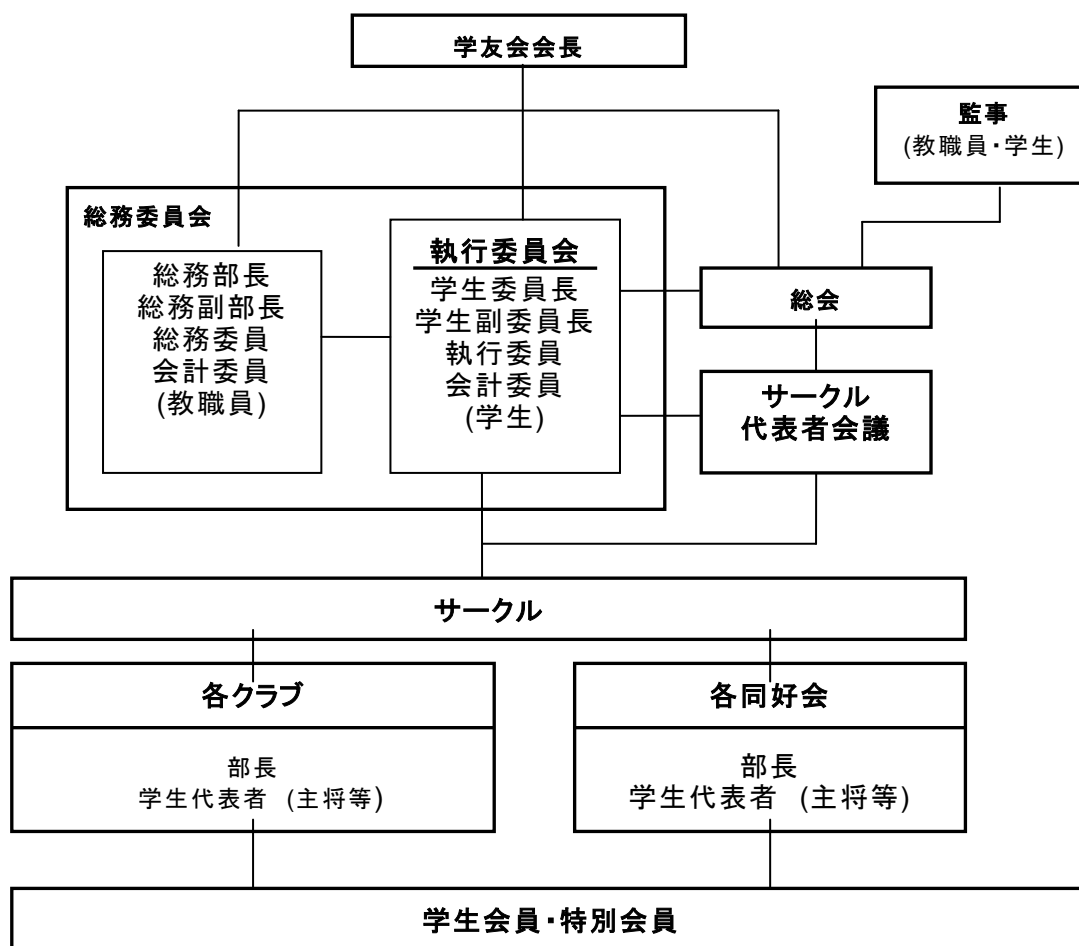 学友会会長
監事
(教職員・学生)
総務委員会
総務部長
総務副部長
総務委員
会計委員
(教職員)
執行委員会
学生委員長
学生副委員長
執行委員
会計委員
(学生)
総会
サークル
代表者会議
サークル
各クラブ
部長
学生代表者 (主将等)
各同好会
部長
学生代表者 (主将等)
学生会員・特別会員